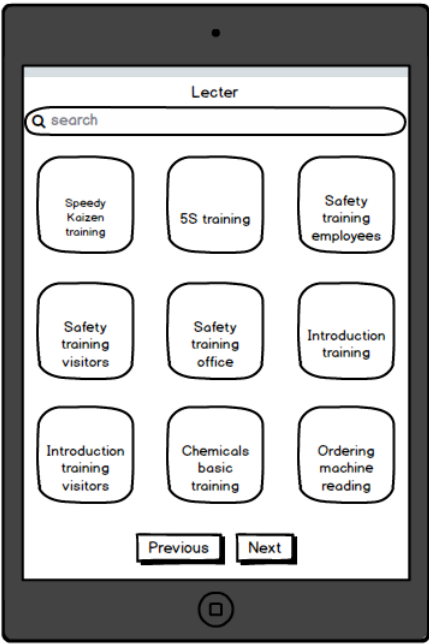 Lecter
search
Speedy
Kaizen
training
5S training
Safety
training
employees
Safety
training
visitors
Safety
training
office
Introduction
training
Introduction
training
visitors
Chemicals
basic
training
Ordering
machine
reading
Previous
Next